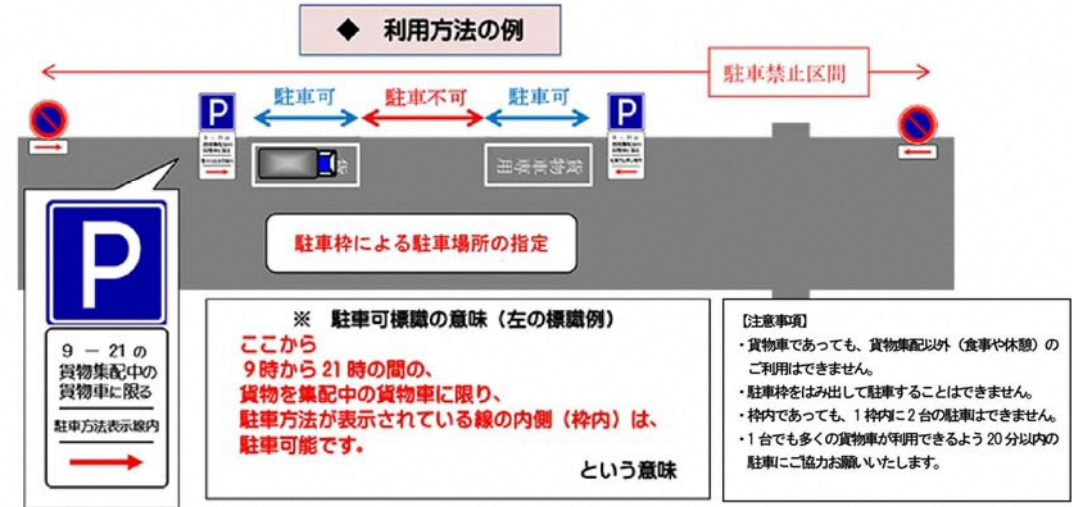 ◆ 利用方法の例
駐車禁止区間
駐車可
駐車不可
駐車可
P
P
貨物車専用
駐車枠による駐車場所の指定
P
9 － 21 の
貨物集配中の
貨物車に限る
駐車方法表示線内
※ 駐車可標識の意味（左の標識例）
ここから
9時から21時の間の、
貨物を集配中の貨物車に限り、
駐車方法が表示されている線の内側（枠内）は、
駐車可能です。
という意味
【注意事項】
・貨物車であっても、貨物集配以外（食事や休憩）の
ご利用はできません。
・駐車枠をはみ出して駐車することはできません。
・枠内であっても、1枠内に2台の駐車はできません。
・1台でも多くの貨物車が利用できるよう20分以内の
駐車にご協力お願いいたします。